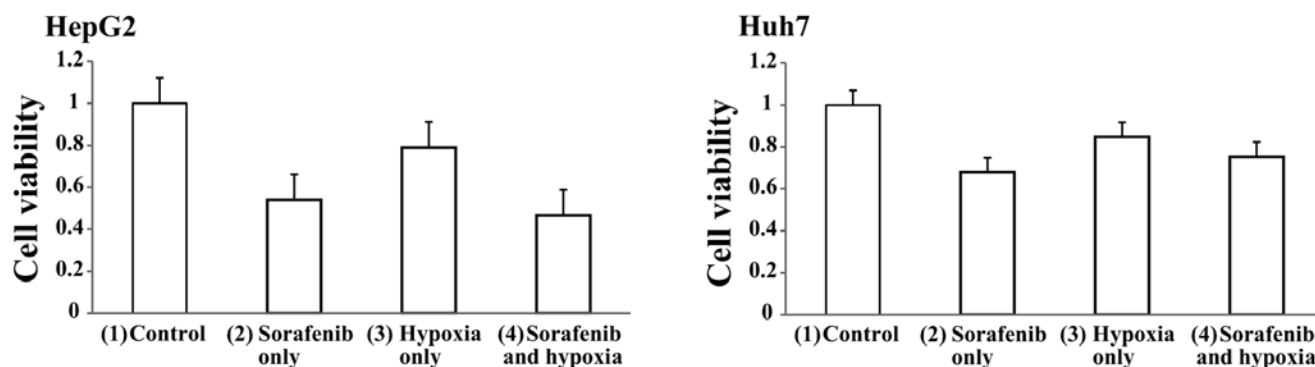 HepG2
1.2
1
0.8
0.6
0.4
0.2
0
Cell viability
(1) Control
(2) Sorafenib
only
(3) Hypoxia
only
(4) Sorafenib
and hypoxia
Huh7
1.2
1
0.8
0.6
0.4
0.2
0
Cell viability
(1) Control
(2) Sorafenib
only
(3) Hypoxia
only
(4) Sorafenib
and hypoxia